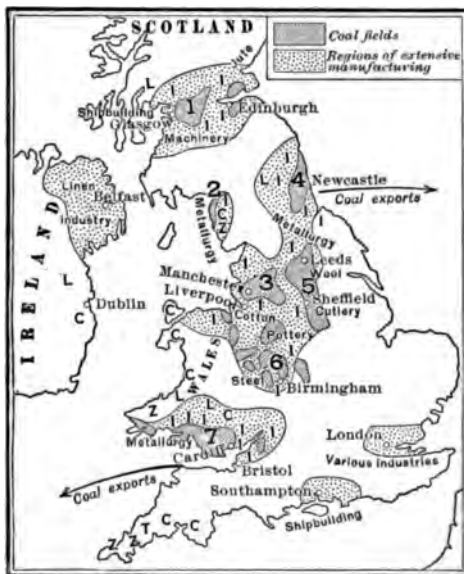 SCOTLAND
Coal fields
Regions of extensive
manufacturing
Jute
L
I
I
1
I
Shipbuilding
Edinburgh
Glasgow
I
I
Machinery
I
2
I
C
Z
Metallurgy
I
L
I
4
I
Newcastle
Coal exports
Metallurgy
Linen
Belfast
Industry
IRELAND
L
Dublin
C
I
Leeds
Wool
Manchester
3
5
Liverpool
I
Sheffield
Cotton
Cutlery
C
I
C
WALES
Pottery
I
6
Steel
I
Birmingham
C
Z
I
C
I
I
I
I
I
7
Metallurgy
Cardiff
I
Bristol
Coal exports
London
Various industries
Southampton
Shipbuilding
Z
Z
T
C
C
C